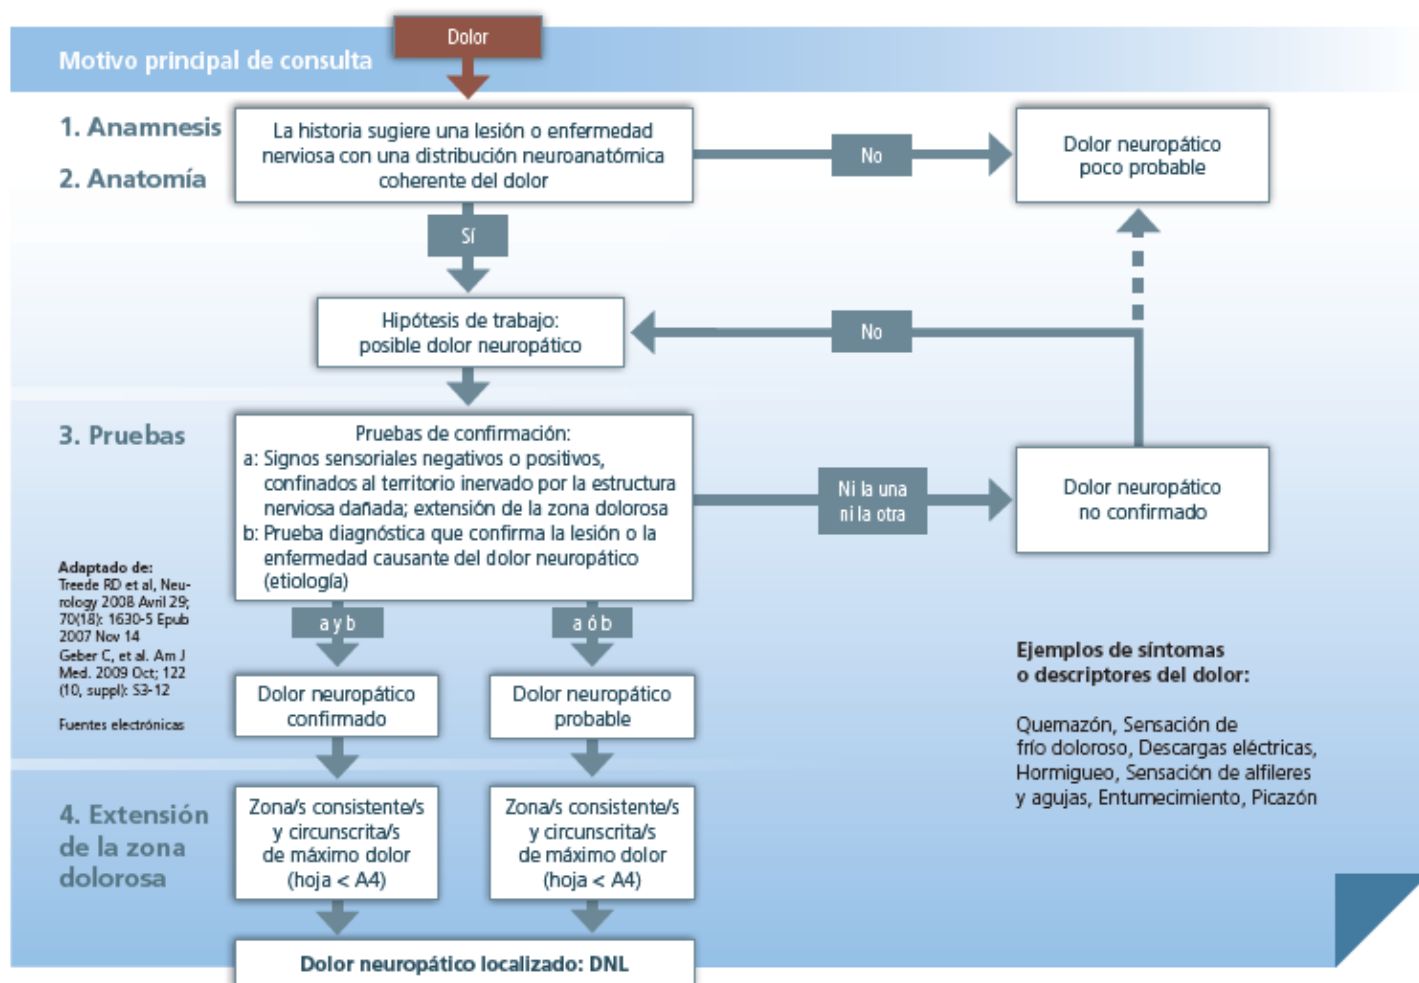 Dolor
Motivo principal de consulta
1. Anamnesis
2. Anatomía
La historia sugiere una lesión o enfermedad
nerviosa con una distribución neuroanatómica
coherente del dolor
No
Dolor neuropático
poco probable
Sí
Hipótesis de trabajo:
posible dolor neuropático
No
3. Pruebas
Pruebas de confirmación:
a: Signos sensoriales negativos o positivos,
confinados al territorio inervado por la estructura
nerviosa dañada; extensión de la zona dolorosa
b: Prueba diagnóstica que confirma la lesión o la
enfermedad causante del dolor neuropático
(etiología)
Ni la una
ni la otra
Dolor neuropático
no confirmado
Adaptado de:
Treede RD et al, Neu-
rology 2008 Avril 29;
70(18): 1630-5 Epub
2007 Nov 14
Geber C, et al. Am J
Med. 2009 Oct; 122
(10, suppl): S3-12
Fuentes electrónicas
a y b
a ó b
Dolor neuropático
confirmado
Dolor neuropático
probable
Ejemplos de síntomas
o descriptores del dolor:
Quemazón, Sensación de
frío doloroso, Descargas eléctricas,
Hormigueo, Sensación de alfileres
y agujas, Entumecimiento, Picazón
4. Extensión
de la zona
dolorosa
Zona/s consistente/s
y circunscrita/s
de máximo dolor
(hoja < A4)
Zona/s consistente/s
y circunscrita/s
de máximo dolor
(hoja < A4)
Dolor neuropático localizado: DNL